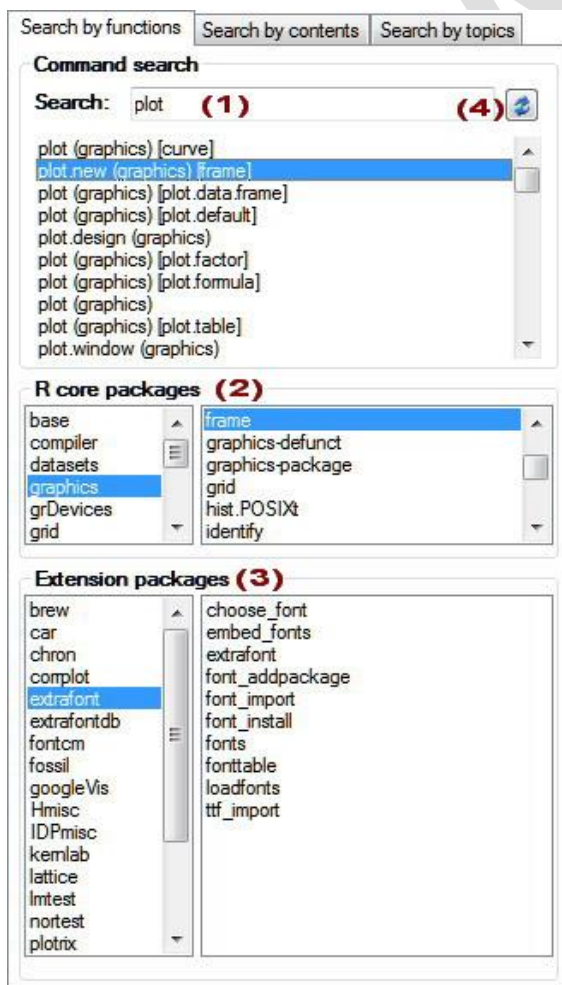 Search by functions Search by contents Search by topics
Command search
Search: plot (1) (4)
plot (graphics) [curve]
plot.new (graphics) [frame]
plot (graphics) [plot.data.frame]
plot (graphics) [plot.default]
plot.design (graphics)
plot (graphics) [plot.factor]
plot (graphics) [plot.formula]
plot (graphics)
plot (graphics) [plot.table]
plot.window (graphics)
R core packages (2)
base
compiler
datasets
graphics
grDevices
grid
frame
graphics-defunct
graphics-package
grid
hist.POSIXt
identify
Extension packages (3)
brew
car
chron
corrplot
extrafont
extrafontdb
fontcm
fossil
googleVis
Hmisc
IDPmisc
kernlab
lattice
lmtest
nortest
plotrix
choose_font
embed_fonts
extrafont
font_addpackage
font_import
font_install
fonts
fonttable
loadfonts
ttf_import